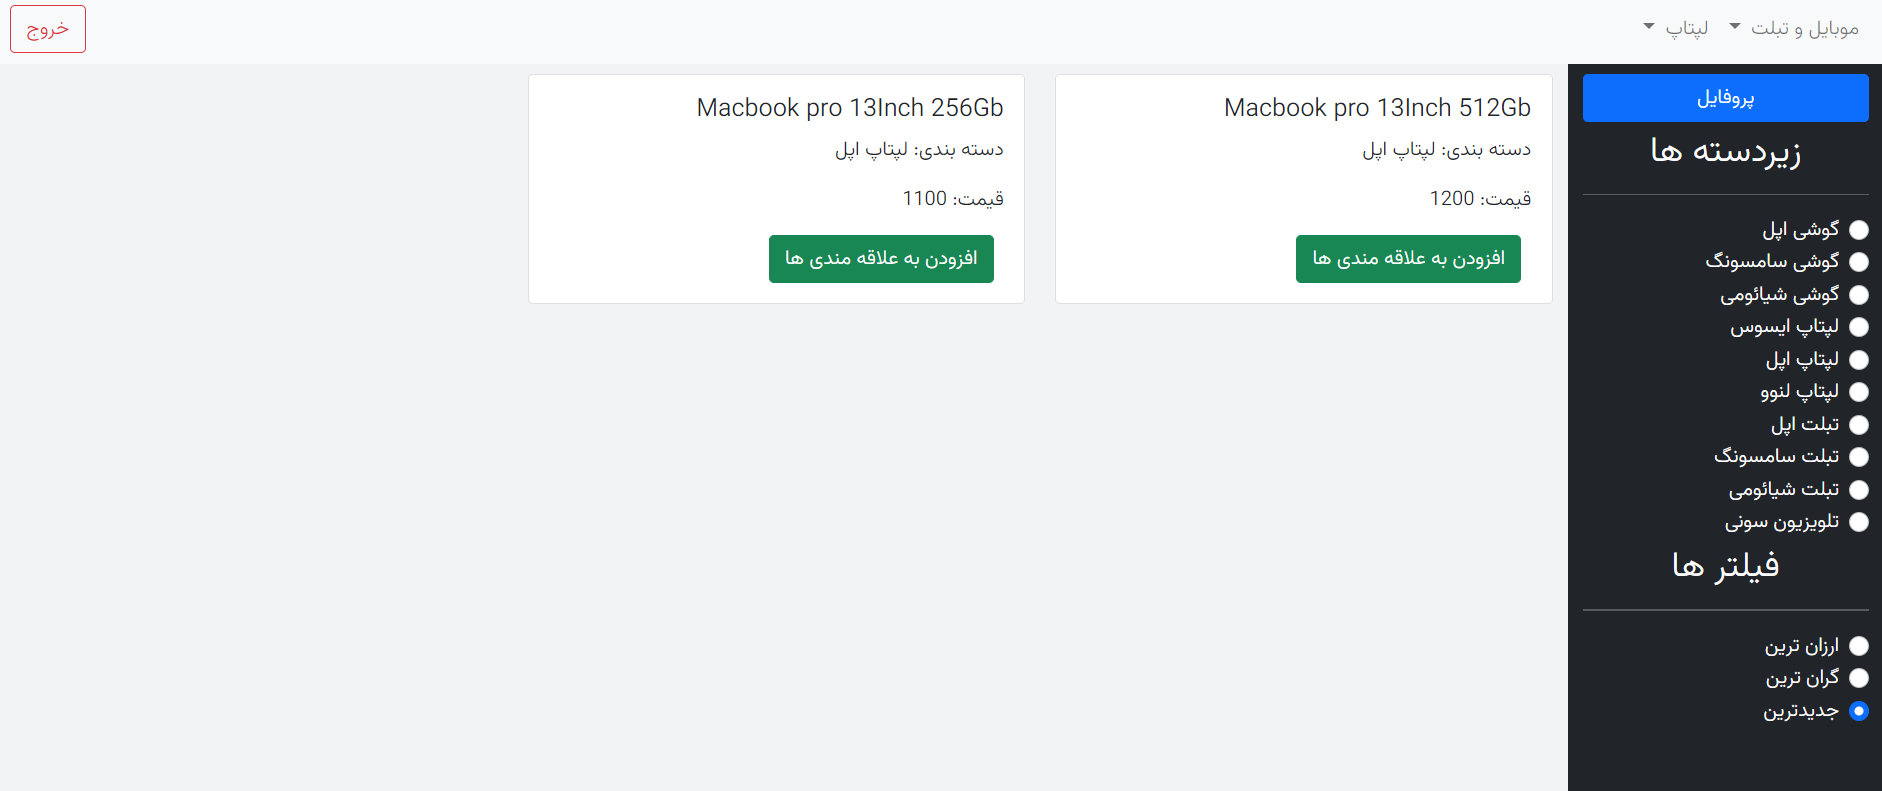 موبایل و تبلت
لپتاپ
خروج
پروفایل
زیردسته ها
گوشی اپل
گوشی سامسونگ
گوشی شیائومی
لپتاپ ایسوس
لپتاپ اپل
لپتاپ لنوو
تبلت اپل
تبلت سامسونگ
تبلت شیائومی
تلویزیون سونی
فیلتر ها
ارزان ترین
گران ترین
جدیدترین
Macbook pro 13Inch 512Gb
دسته بندی: لپتاپ اپل
قیمت: 1200
افزودن به علاقه مندی ها
Macbook pro 13Inch 256Gb
دسته بندی: لپتاپ اپل
قیمت: 1100
افزودن به علاقه مندی ها